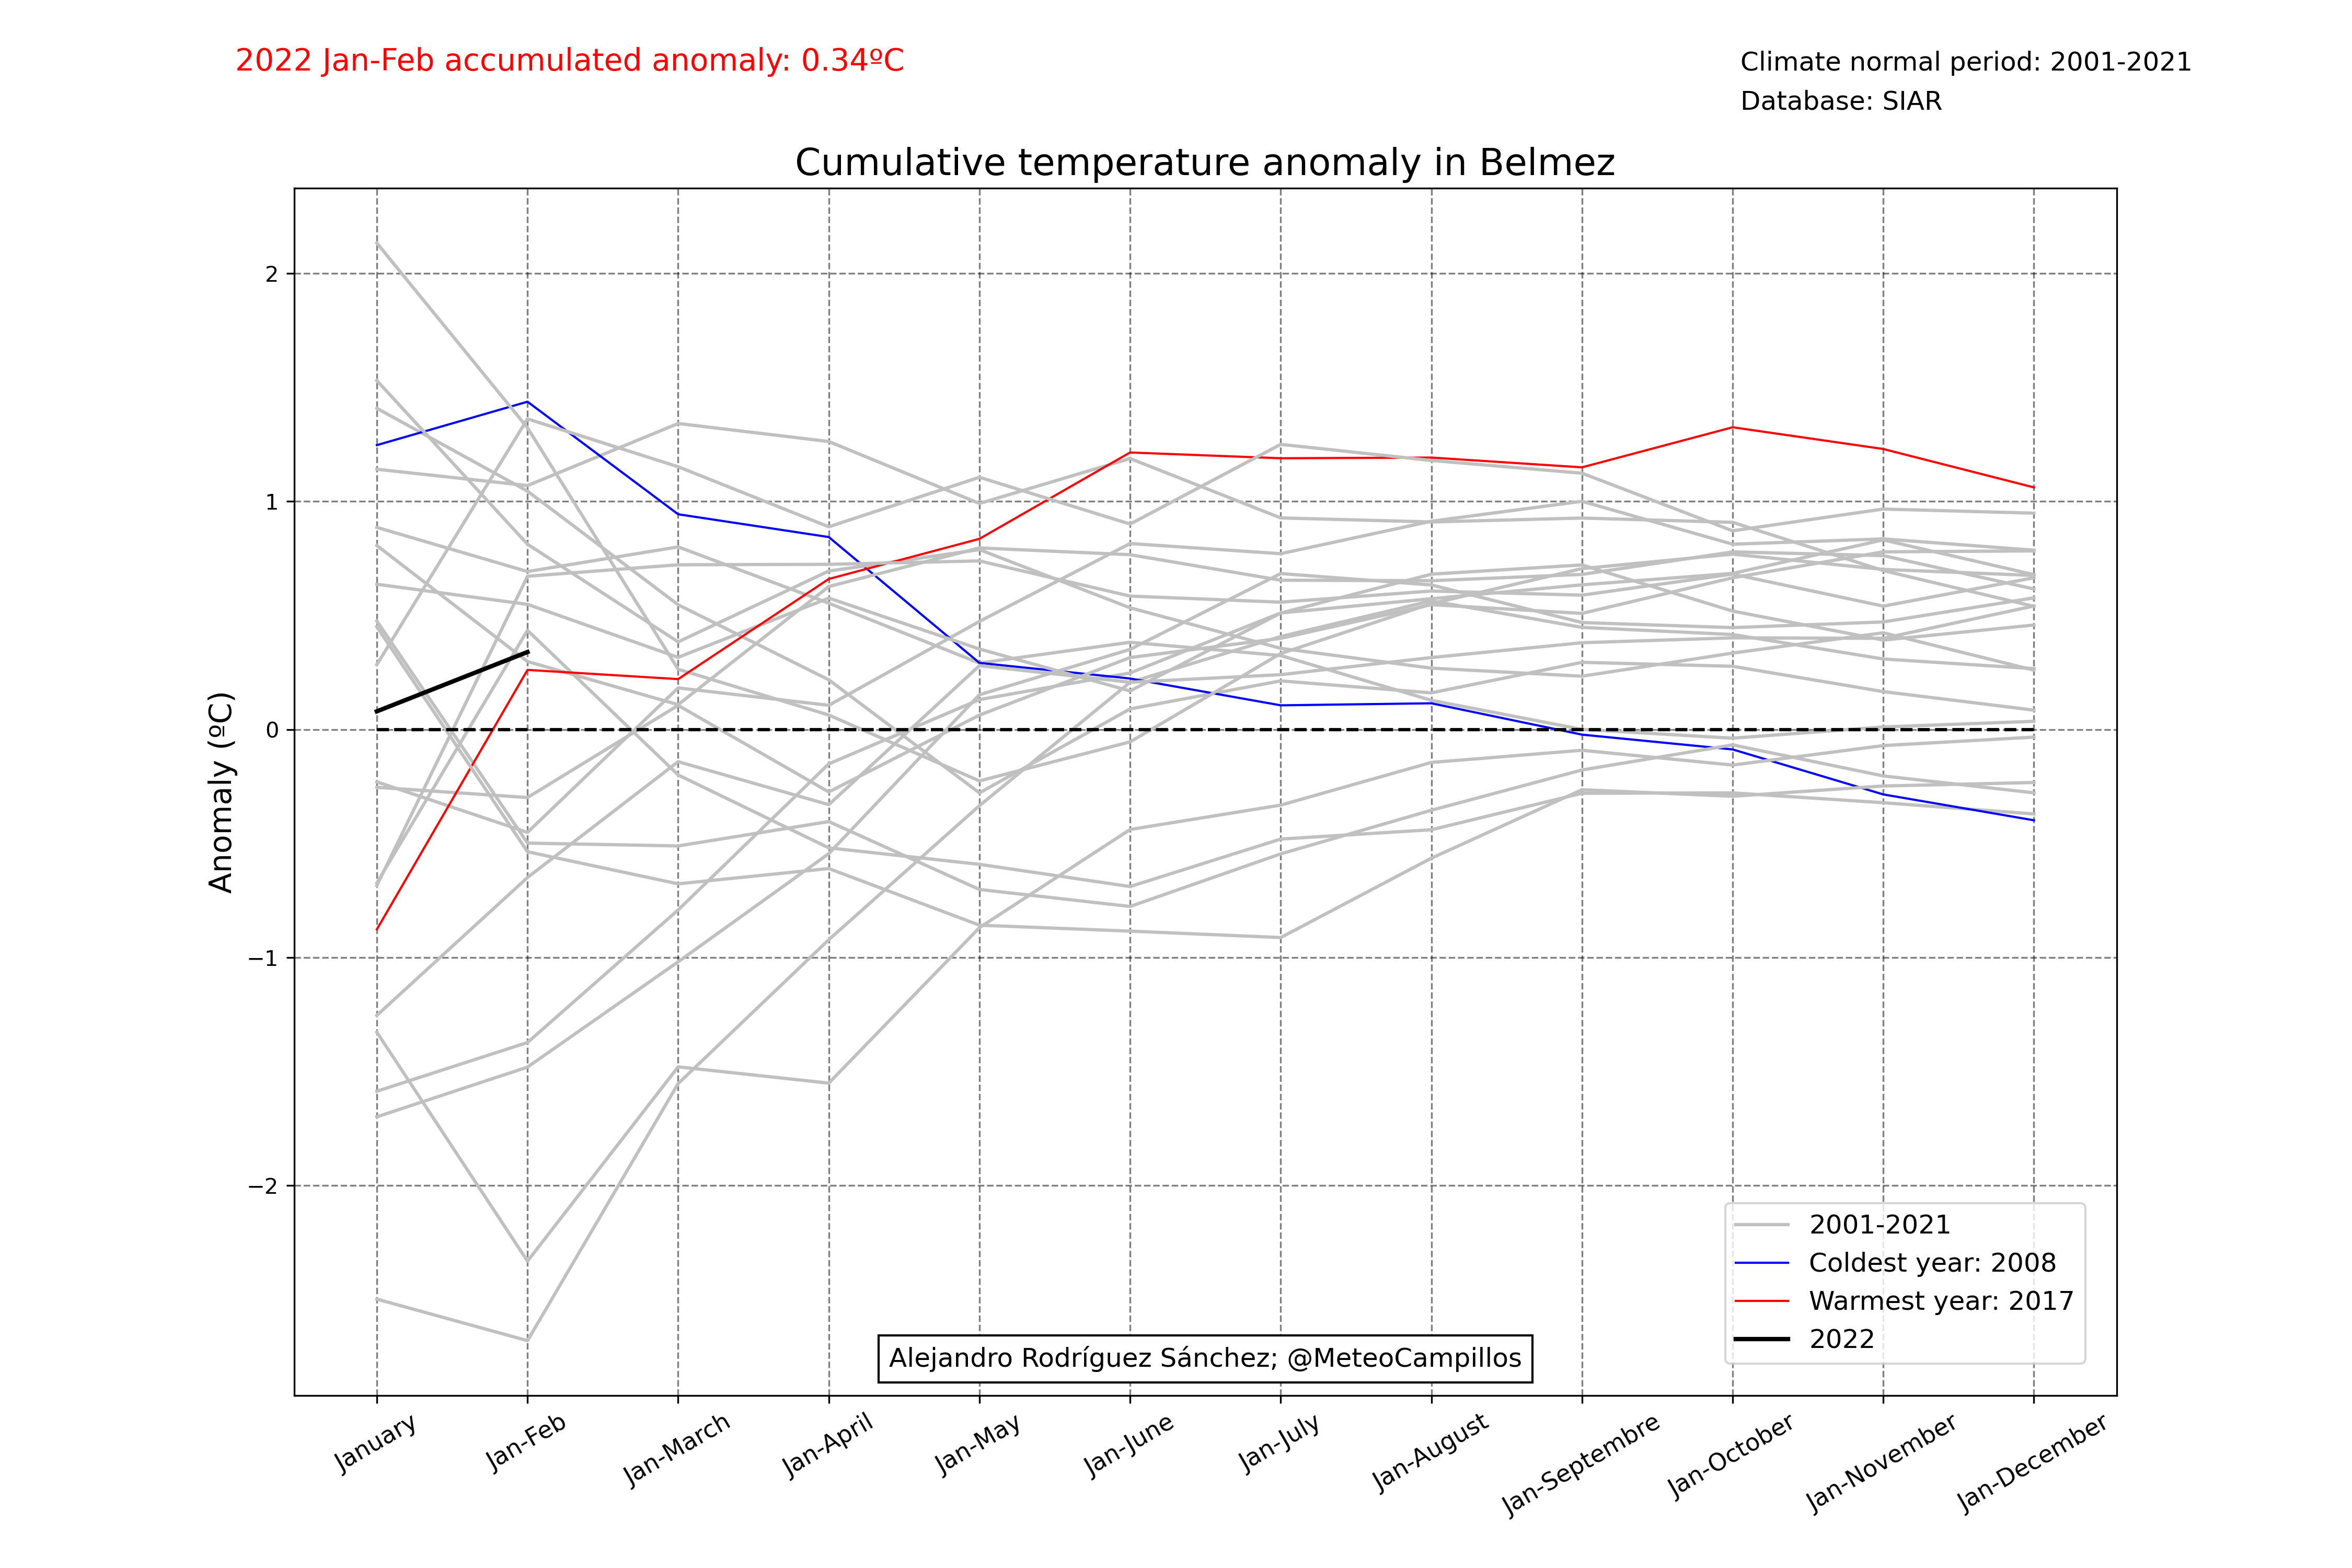 2022 Jan-Feb accumulated anomaly: 0.34ºC
Climate normal period: 2001-2021
Database: SIAR
Cumulative temperature anomaly in Belmez
Anomaly (ºC)
2
1
0
−1
−2
2001-2021
Coldest year: 2008
Warmest year: 2017
2022
Alejandro Rodríguez Sánchez; @MeteoCampillos
January
Jan-Feb
Jan-March
Jan-April
Jan-May
Jan-June
Jan-July
Jan-August
Jan-Septembre
Jan-October
Jan-November
Jan-December